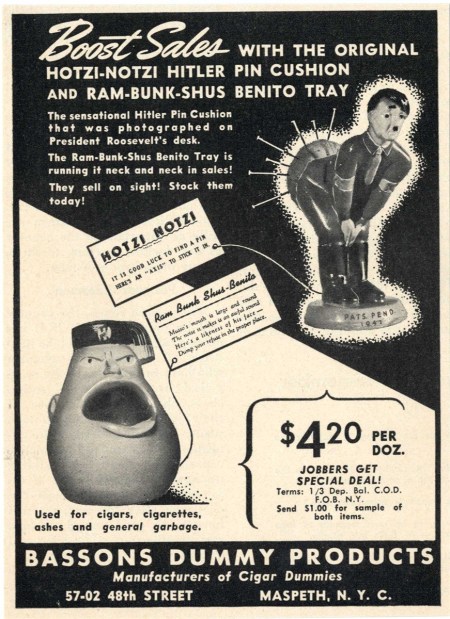 Boost Sales WITH THE ORIGINAL
HOTZI-NOTZI HITLER PIN CUSHION
AND RAM-BUNK-SHUS BENITO TRAY
The sensational Hitler Pin Cushion
that was photographed on
President Roosevelt's desk.
The Ram-Bunk-Shus Benito Tray is
running it neck and neck in sales!
They sell on sight! Stock them
today!
HOTZI NOTZI
IT IS GOOD LUCK TO FIND A PIN
HERE'S AN "AXIS" TO STICK IT IN.
Ram Bunk Shus-Benito
Musso's mouth is large and round
The noise it makes is an awful sound
Here's a likeness of his face—
Dump your refuse in the proper place.
PATS. PEND.
Used for cigars, cigarettes,
ashes and general garbage.
$4.20 PER
DOZ.
JOBBERS GET
SPECIAL DEAL!
Terms: 1/3 Dep. Bal. C.O.D.
F.O.B. N.Y.
Send $1.00 for sample of
both items.
BASSONS DUMMY PRODUCTS
Manufacturers of Cigar Dummies
57-02 48th STREET MASPETH, N. Y. C.